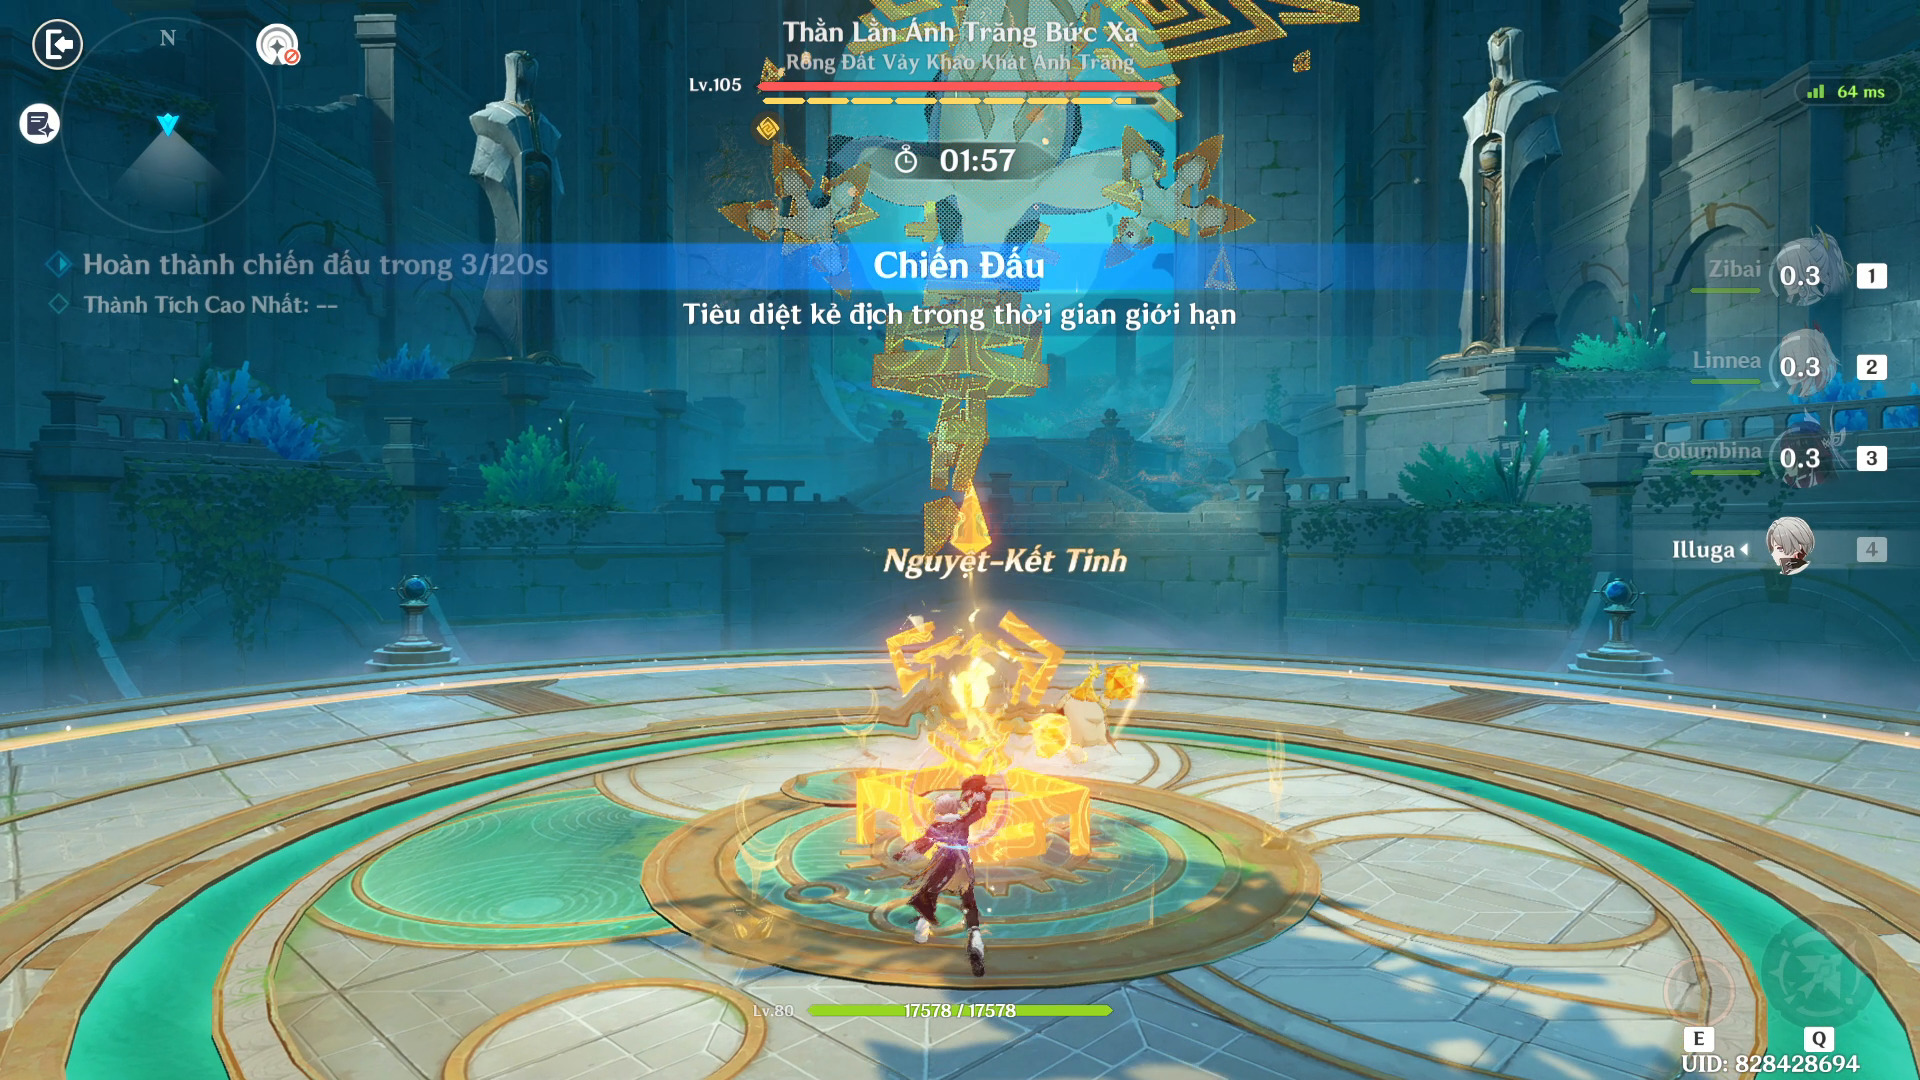 N
Thằn Lằn Ánh Trăng Bức Xạ
Rồng Đất Vảy Khao Khát Ánh Trăng
Lv.105
64 ms
01:57
Hoàn thành chiến đấu trong 3/120s
Thành Tích Cao Nhất: --
Chiến Đấu
Tiêu diệt kẻ địch trong thời gian giới hạn
Zibai 0.3 1
Linnea 0.3 2
Columbina 0.3 3
Illuga 4
Nguyệt-Kết Tinh
Lv.80 17578 / 17578
E Q
UID: 828428694